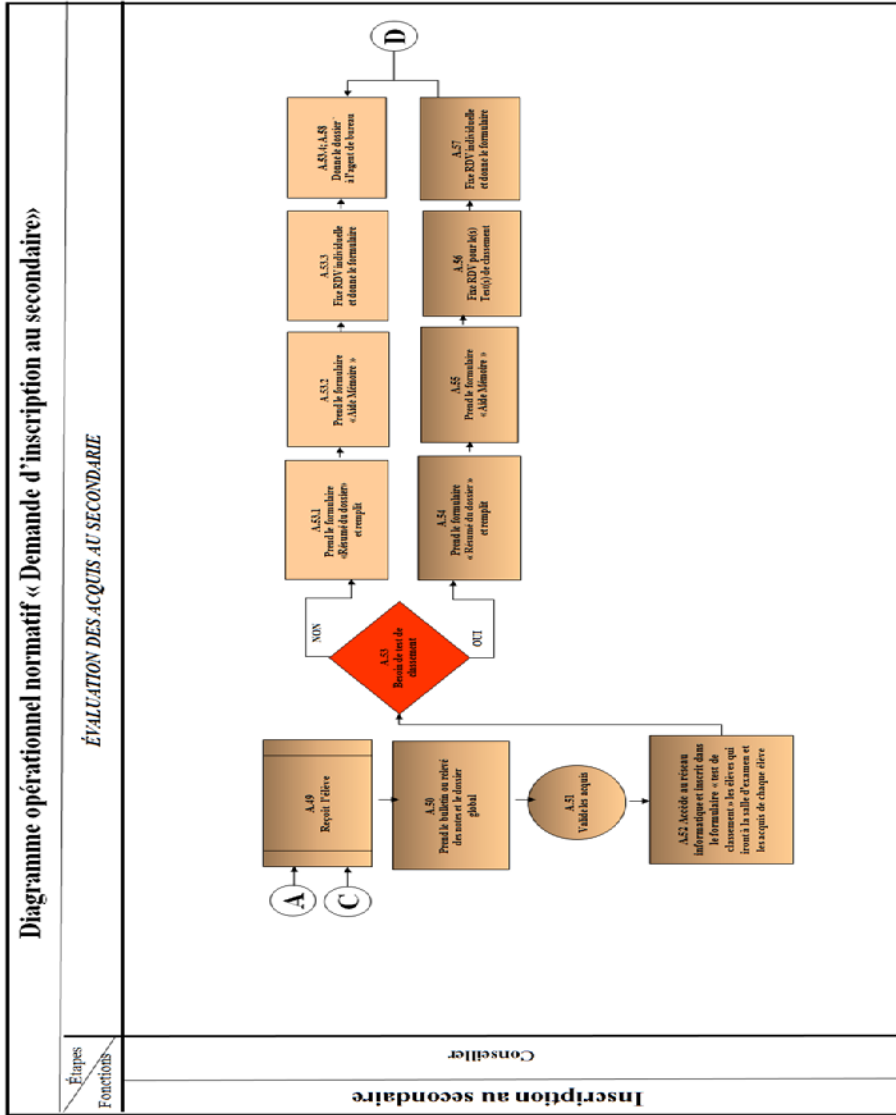 Diagramme opérationnel normatif « Demande d'inscription au secondaire»
Étapes
Fonctions
ÉVALUATION DES ACQUIS AU SECONDARIE
Inscription au secondaire
Conseiller
A
C
A.49
Reçoit l'élève
A.50
Prend le bulletin ou relevé
des notes et le dossier
global
A.51
Valide les acquis
A.52 Accède au réseau
informatique et inscrit dans
le formulaire « test de
classement » les élèves qui
iront à la salle d'examen et
les acquis de chaque élève
A.53
Besoin de test de
classement
NON
OUI
A.53.1
Prend le formulaire
«Résumé du dossier»
et remplit
A.53.2
Prend le formulaire
« Aide Mémoire »
A.53.3
Fixe RDV individuelle
et donne le formulaire
A.53.4; A.58
Donne le dossier
à l'agent de bureau
A.54
Prend le formulaire
« Résumé du dossier »
et remplit
A.55
Prend le formulaire
« Aide Mémoire »
A.56
Fixe RDV pour le(s)
Test(s) de classement
A.57
Fixe RDV individuelle
et donne le formulaire
D